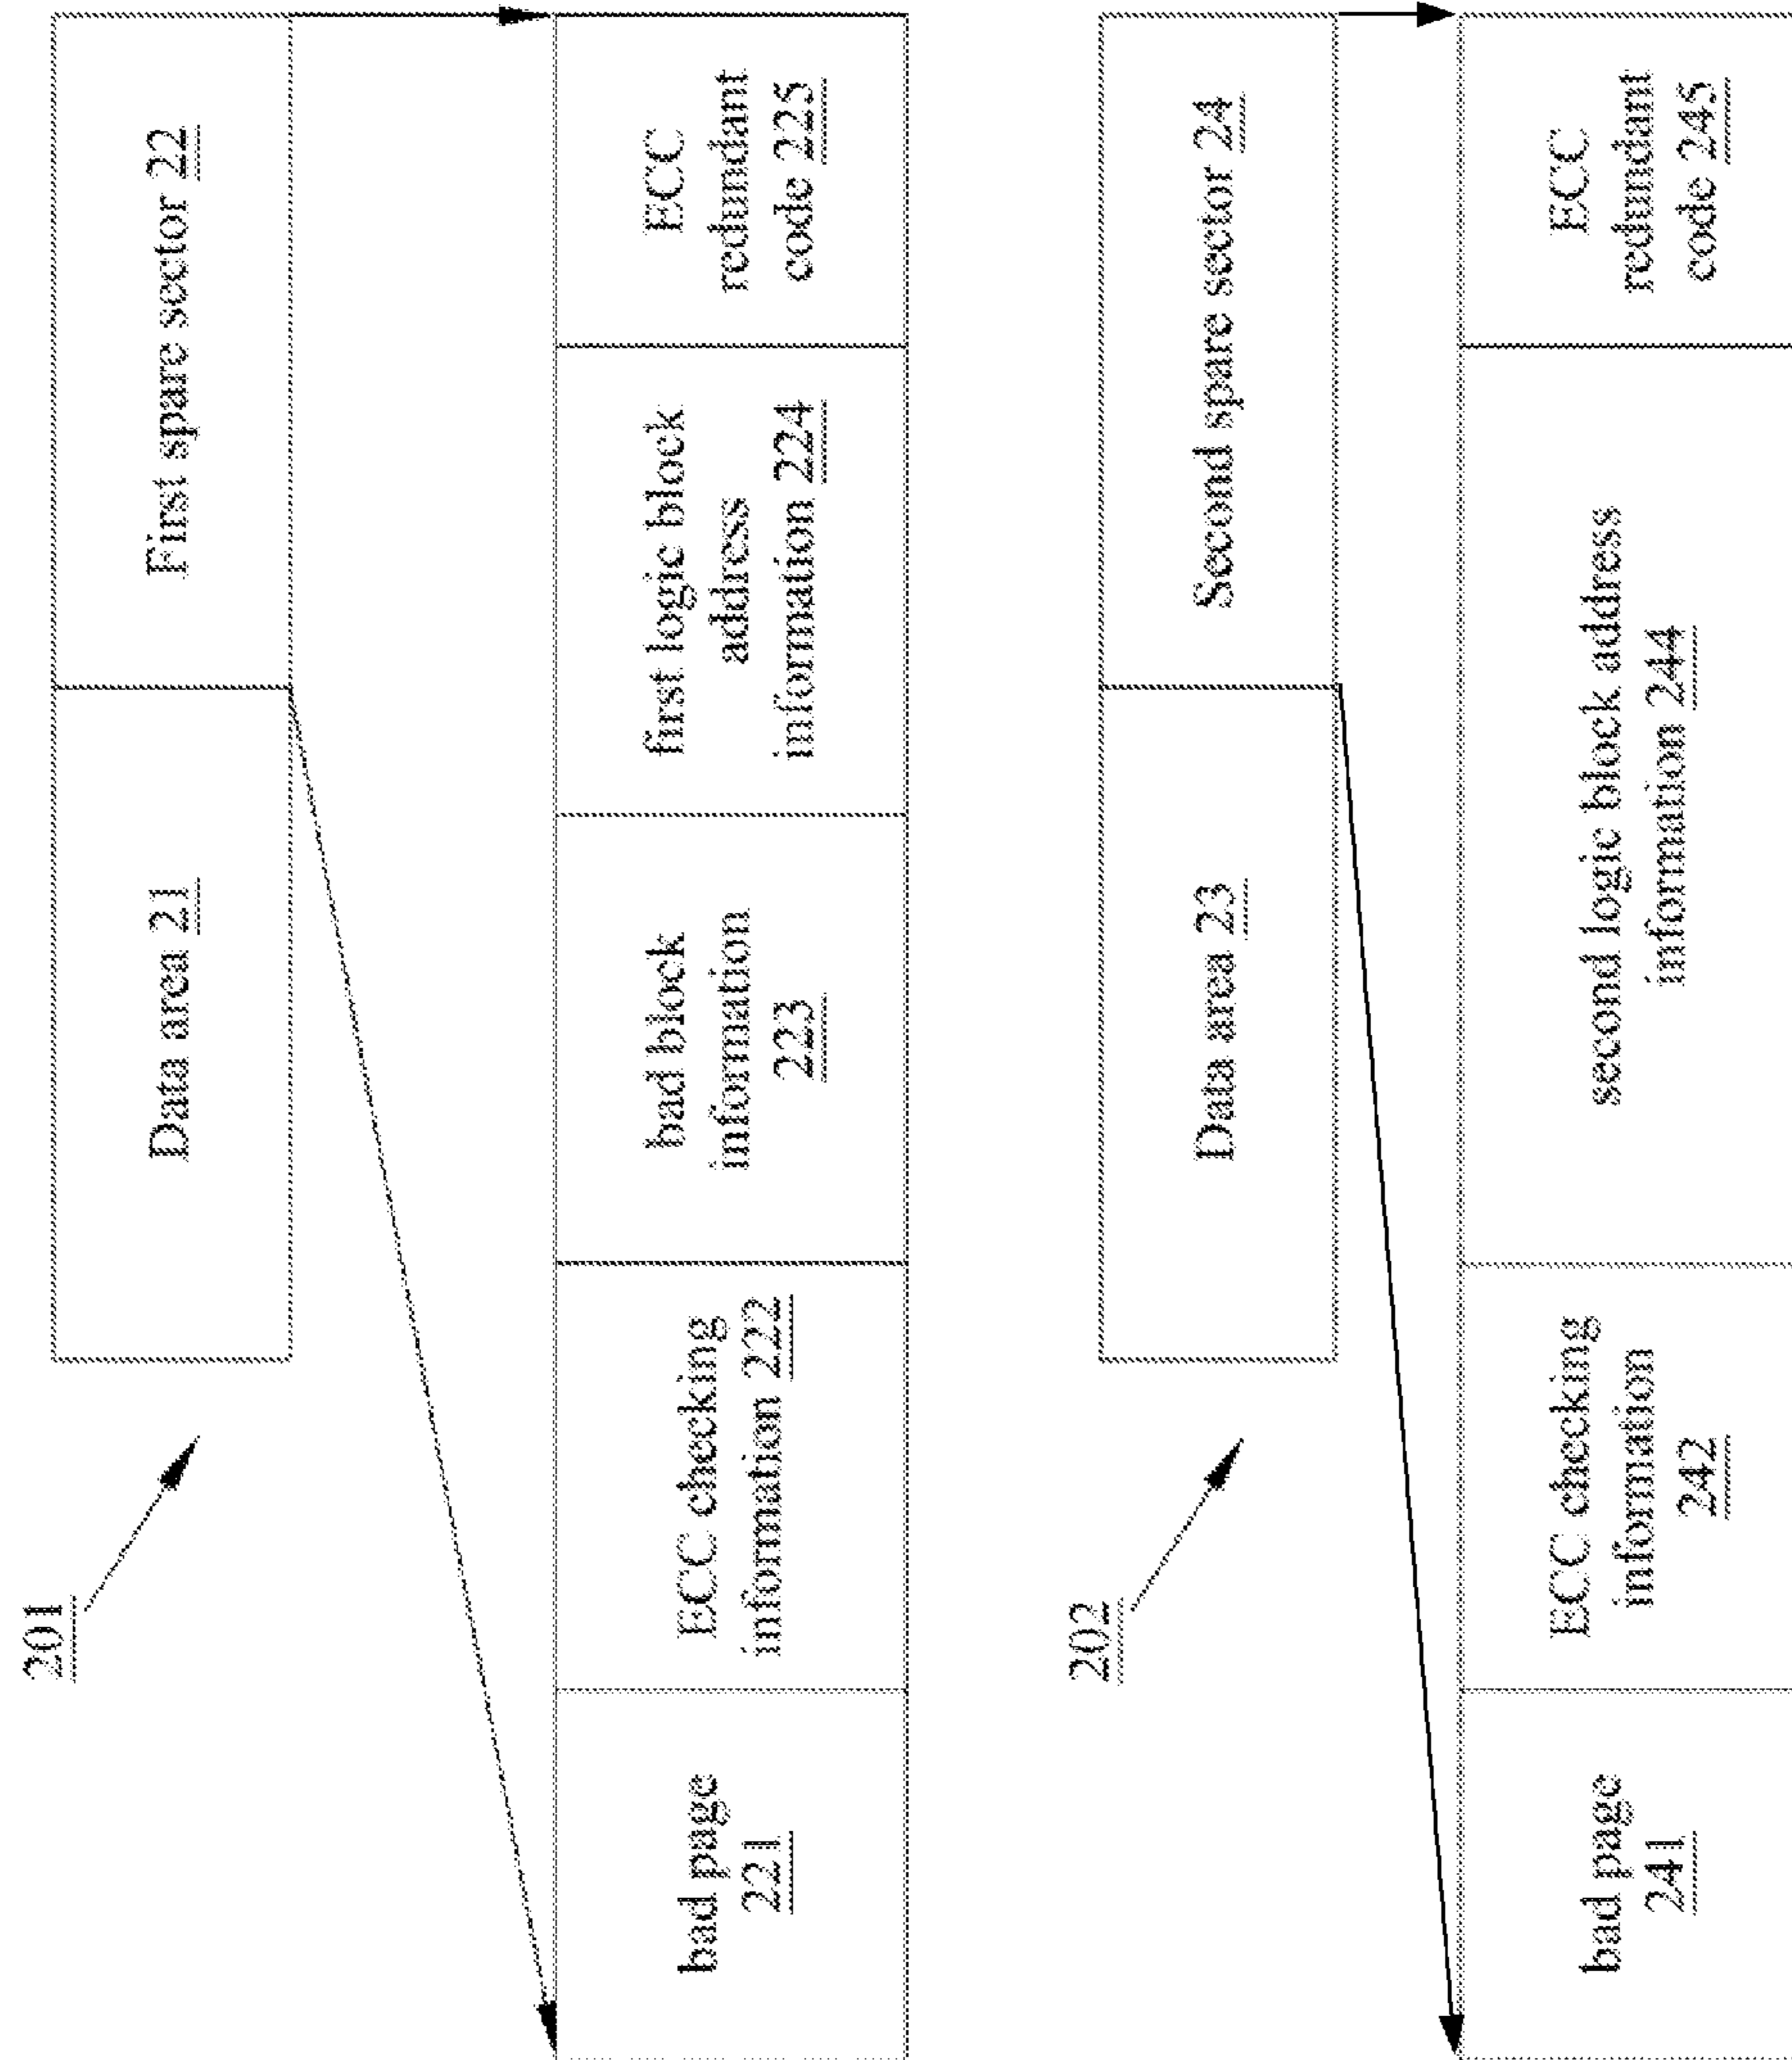 201
Data area 21
First spare sector 22
bad page
221
ECC checking
information 222
bad block
information
223
first logic block
address
information 224
ECC
redundant
code 225
202
Data area 23
Second spare sector 24
bad page
241
ECC checking
information
242
second logic block address
information 244
ECC
redundant
code 245